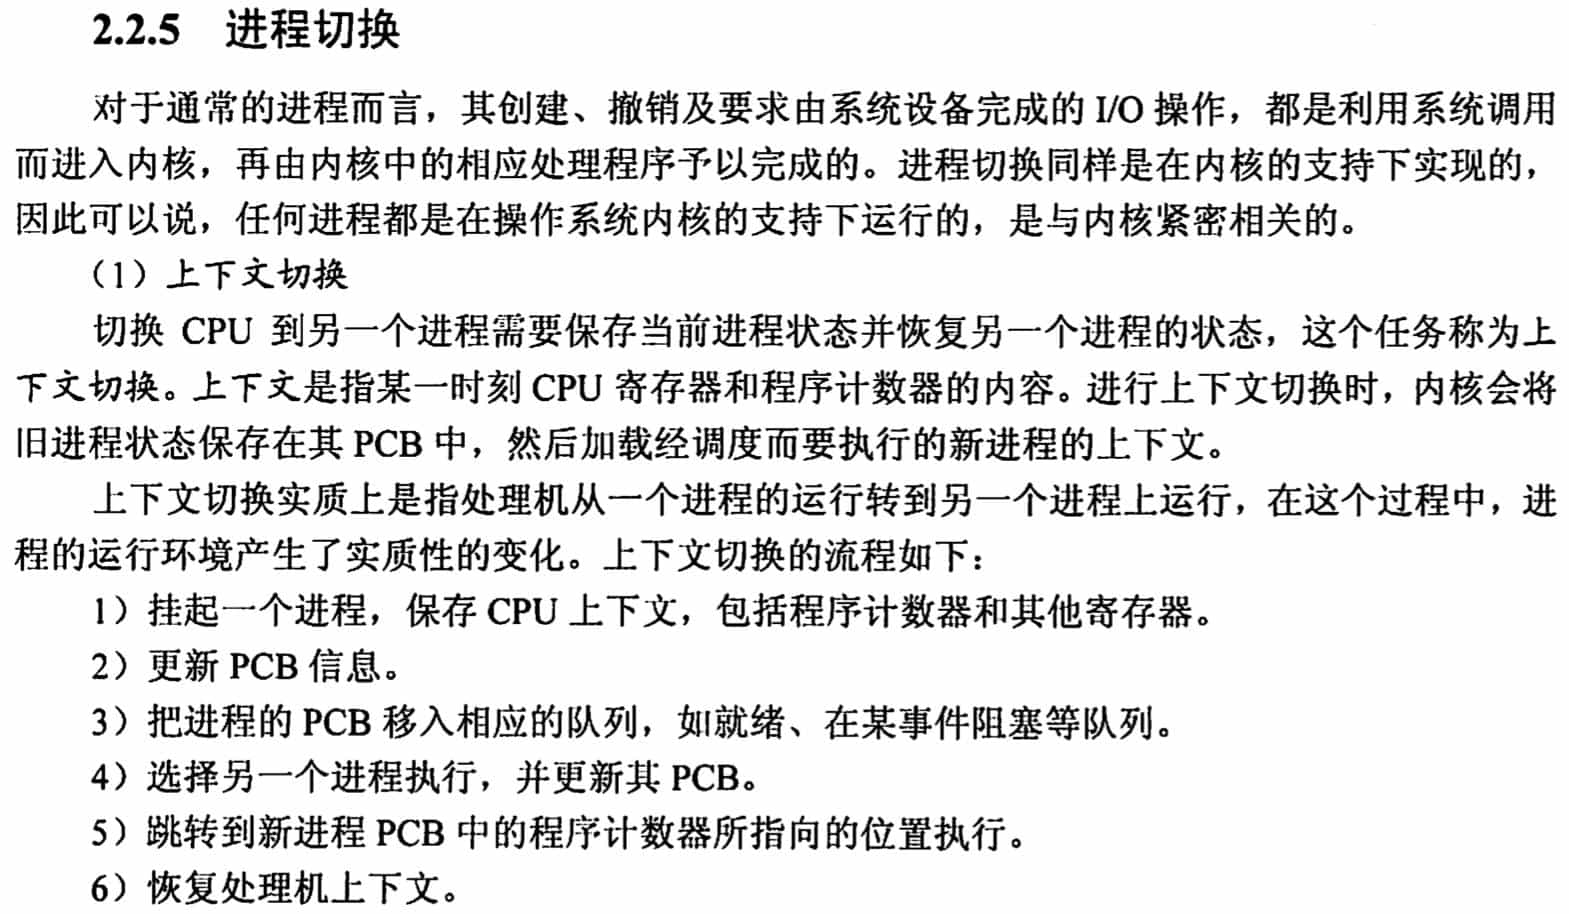 2.2.5 进程切换
对于通常的进程而言，其创建、撤销及要求由系统设备完成的 I/O 操作，都是利用系统调用
而进入内核，再由内核中的相应处理程序予以完成的。进程切换同样是在内核的支持下实现的，
因此可以说，任何进程都是在操作系统内核的支持下运行的，是与内核紧密相关的。
（1）上下文切换
切换 CPU 到另一个进程需要保存当前进程状态并恢复另一个进程的状态，这个任务称为上
下文切换。上下文是指某一时刻 CPU 寄存器和程序计数器的内容。进行上下文切换时，内核会将
旧进程状态保存在其 PCB 中，然后加载经调度而要执行的新进程的上下文。
上下文切换实质上是指处理机从一个进程的运行转到另一个进程上运行，在这个过程中，进
程的运行环境产生了实质性的变化。上下文切换的流程如下：
1）挂起一个进程，保存 CPU 上下文，包括程序计数器和其他寄存器。
2）更新 PCB 信息。
3）把进程的 PCB 移入相应的队列，如就绪、在某事件阻塞等队列。
4）选择另一个进程执行，并更新其 PCB。
5）跳转到新进程 PCB 中的程序计数器所指向的位置执行。
6）恢复处理机上下文。